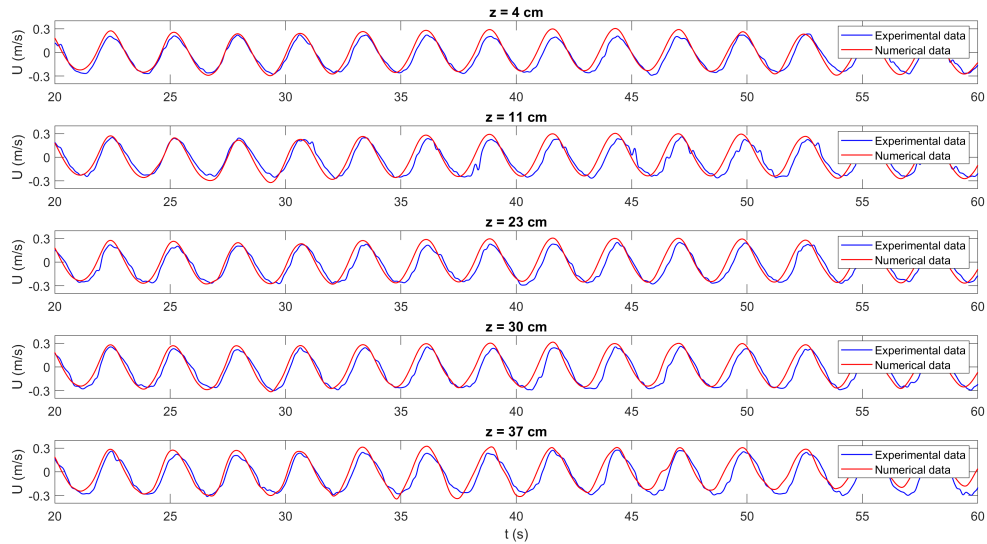 z = 4 cm
0.3
0
-0.3
U (m/s)
Experimental data
Numerical data
20 25 30 35 40 45 50 55 60
z = 11 cm
0.3
0
-0.3
U (m/s)
Experimental data
Numerical data
20 25 30 35 40 45 50 55 60
z = 23 cm
0.3
0
-0.3
U (m/s)
Experimental data
Numerical data
20 25 30 35 40 45 50 55 60
z = 30 cm
0.3
0
-0.3
U (m/s)
Experimental data
Numerical data
20 25 30 35 40 45 50 55 60
z = 37 cm
0.3
0
-0.3
U (m/s)
Experimental data
Numerical data
20 25 30 35 40 45 50 55 60
t (s)